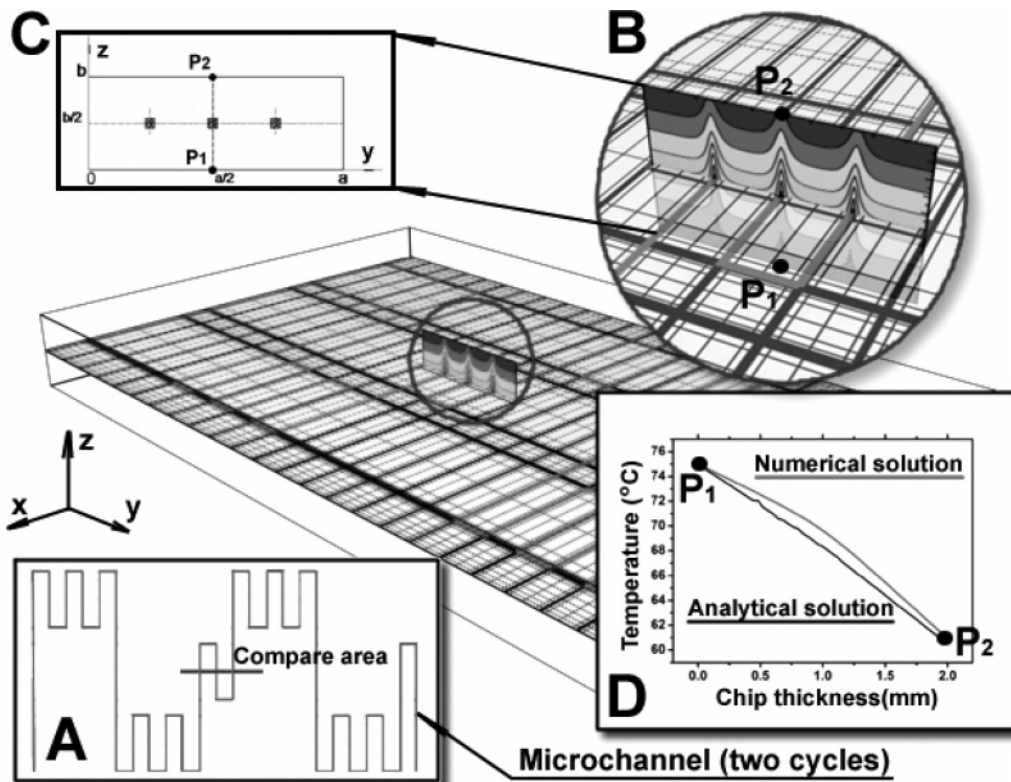 C
z
b
P2
b/2
P1
y
0
a/2
a
B
P2
P1
z
x
y
A
Compare area
Microchannel (two cycles)
D
Temperature (°C)
76
74
72
70
68
66
64
62
60
P1
Numerical solution
Analytical solution
P2
0.0
0.5
1.0
1.5
2.0
Chip thickness(mm)